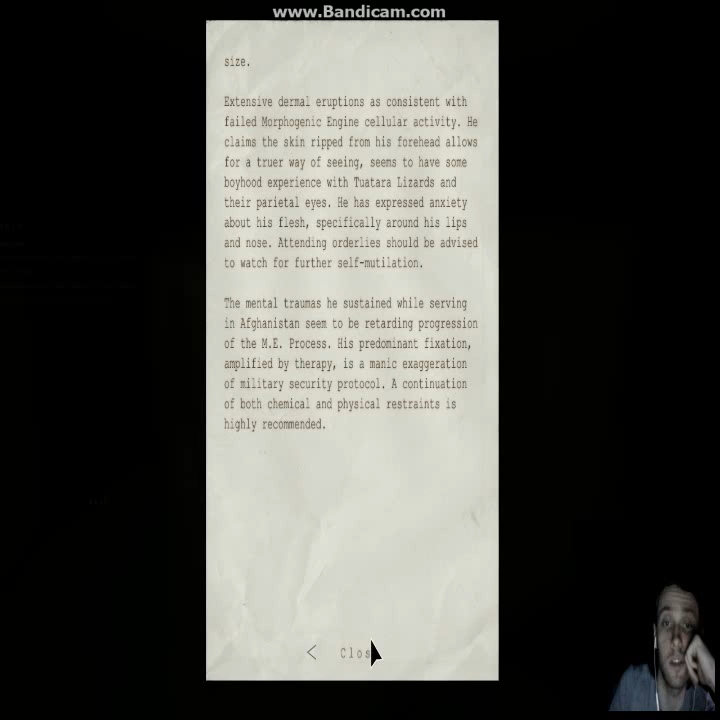 www.Bandicam.com
size.
Extensive dermal eruptions as consistent with
failed Morphogenic Engine cellular activity. He
claims the skin ripped from his forehead allows
for a truer way of seeing, seems to have some
boyhood experience with Tuatara Lizards and
their parietal eyes. He has expressed anxiety
about his flesh, specifically around his lips
and nose. Attending orderlies should be advised
to watch for further self-mutilation.
The mental traumas he sustained while serving
in Afghanistan seem to be retarding progression
of the M.E. Process. His predominant fixation,
amplified by therapy, is a manic exaggeration
of military security protocol. A continuation
of both chemical and physical restraints is
highly recommended.
< Clos